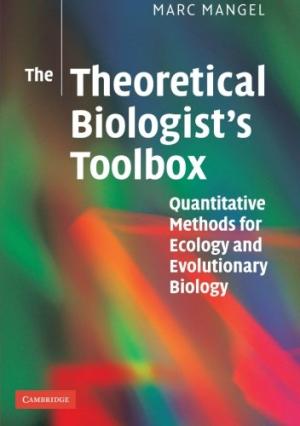 MARC MANGEL
The Theoretical
Biologist's
Toolbox
Quantitative
Methods for
Ecology and
Evolutionary
Biology
CAMBRIDGE